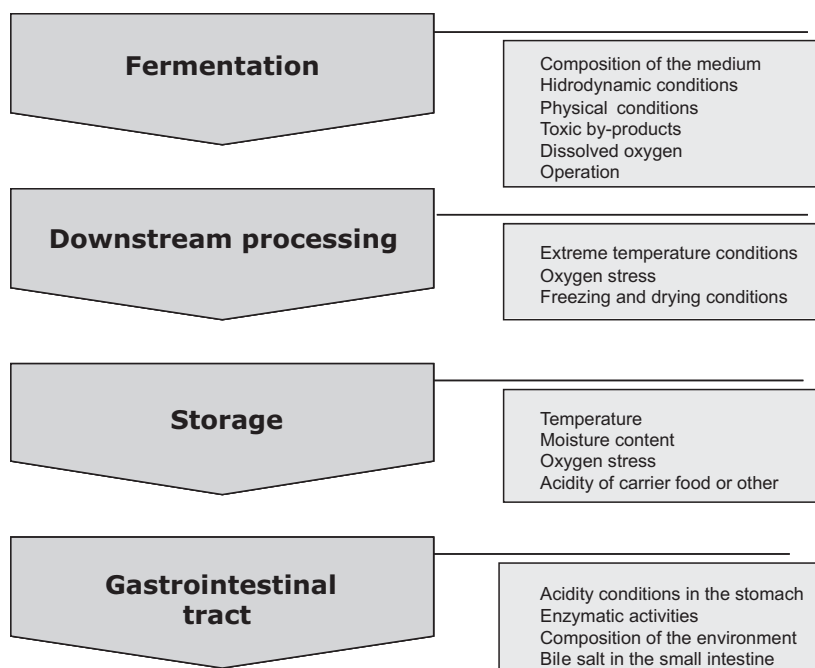 Fermentation
Composition of the medium
Hidrodynamic conditions
Physical conditions
Toxic by-products
Dissolved oxygen
Operation
Downstream processing
Extreme temperature conditions
Oxygen stress
Freezing and drying conditions
Storage
Temperature
Moisture content
Oxygen stress
Acidity of carrier food or other
Gastrointestinal
tract
Acidity conditions in the stomach
Enzymatic activities
Composition of the environment
Bile salt in the small intestine